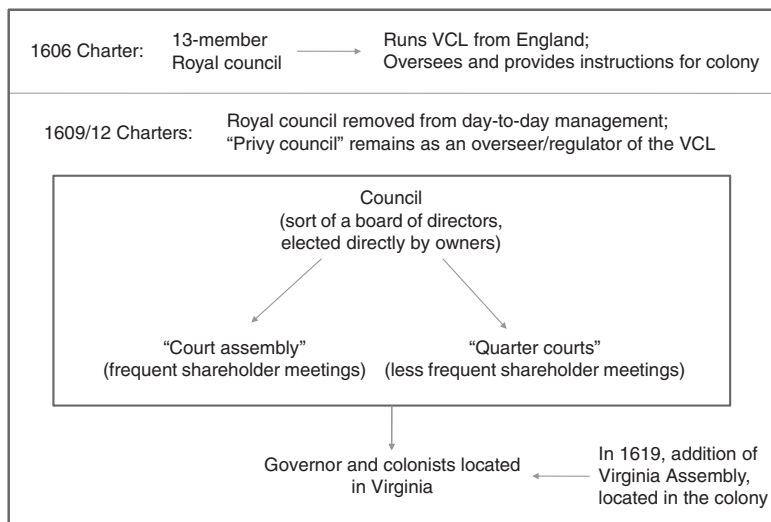 1606 Charter:
13-member
Royal council
Runs VCL from England;
Oversees and provides instructions for colony
1609/12 Charters:
Royal council removed from day-to-day management;
“Privy council” remains as an overseer/regulator of the VCL
Council
(sort of a board of directors,
elected directly by owners)
“Court assembly”
(frequent shareholder meetings)
“Quarter courts”
(less frequent shareholder meetings)
Governor and colonists located
in Virginia
In 1619, addition of
Virginia Assembly,
located in the colony